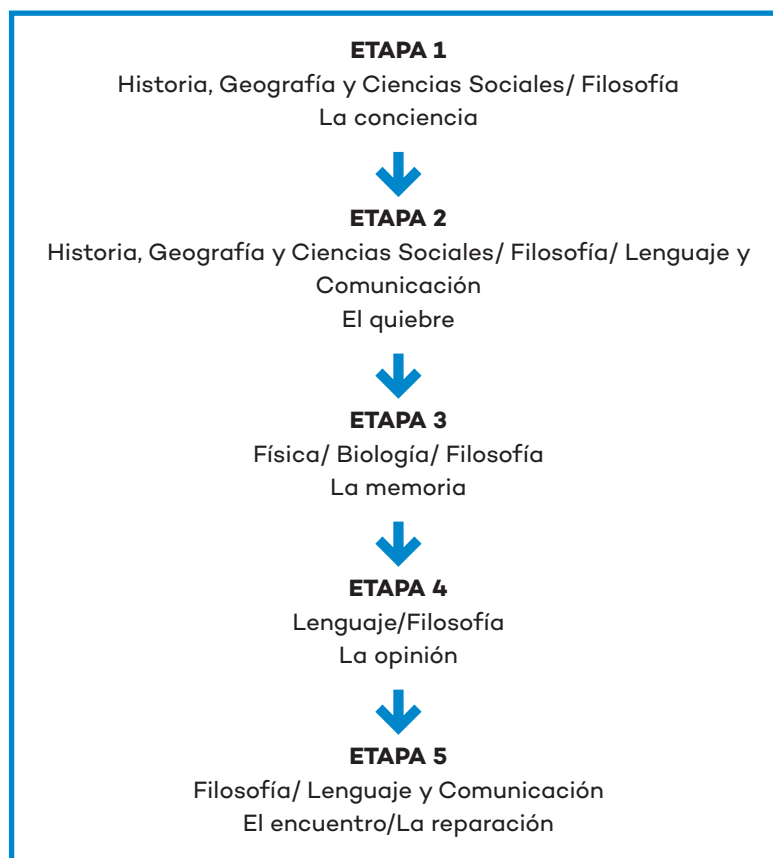 ETAPA 1
Historia, Geografía y Ciencias Sociales/ Filosofía
La conciencia
ETAPA 2
Historia, Geografía y Ciencias Sociales/ Filosofía/ Lenguaje y
Comunicación
El quiebre
ETAPA 3
Física/ Biología/ Filosofía
La memoria
ETAPA 4
Lenguaje/Filosofía
La opinión
ETAPA 5
Filosofía/ Lenguaje y Comunicación
El encuentro/La reparación